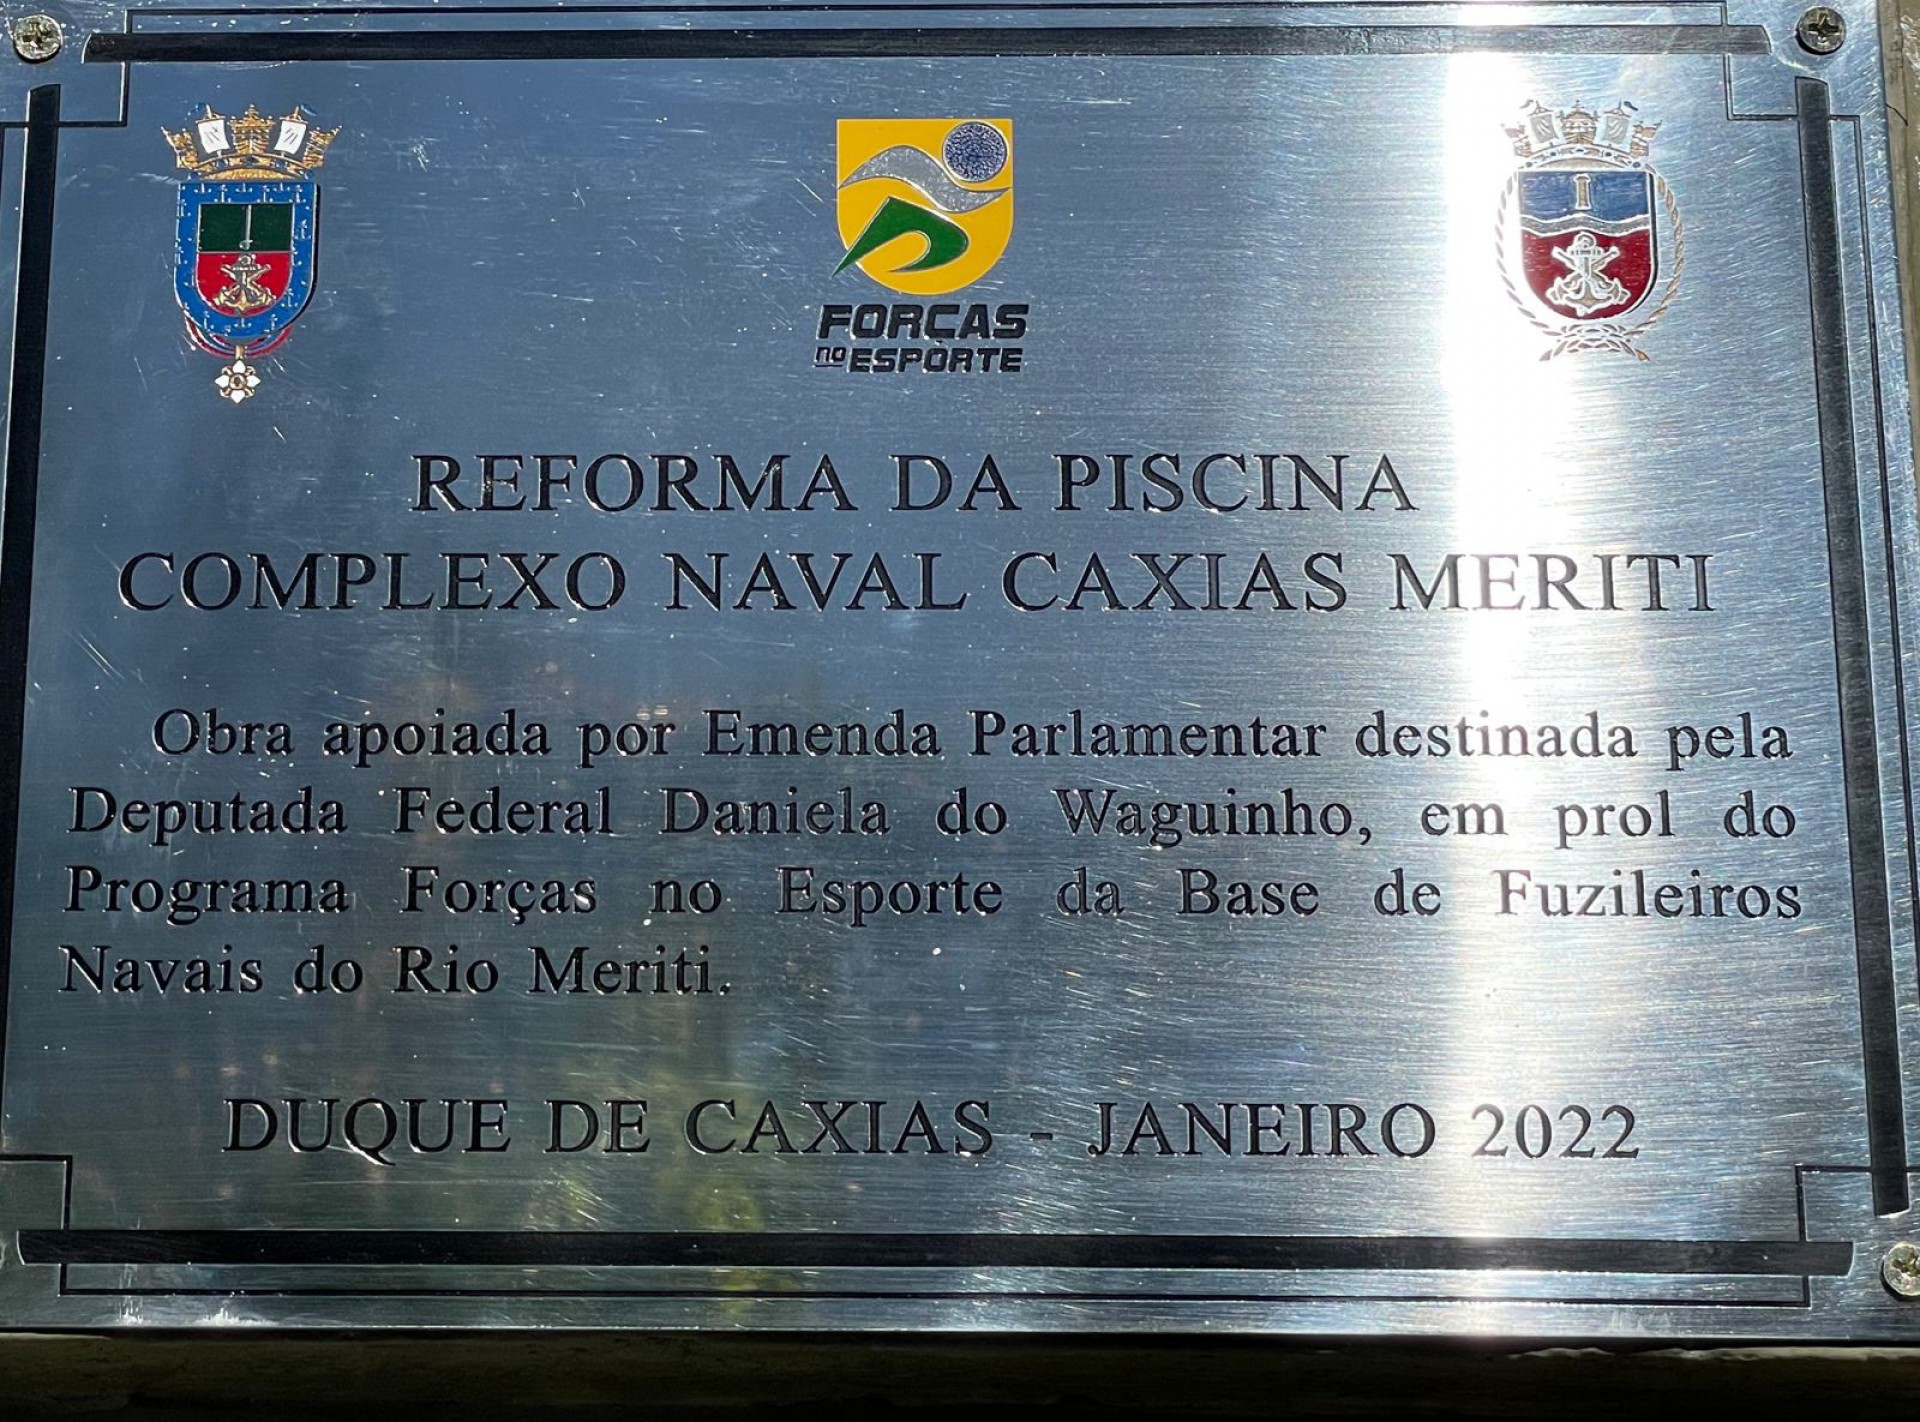 FORÇAS
no ESPORTE
REFORMA DA PISCINA
COMPLEXO NAVAL CAXIAS MERITI
Obra apoiada por Emenda Parlamentar destinada pela
Deputada Federal Daniela do Waguinho, em prol do
Programa Forças no Esporte da Base de Fuzileiros
Navais do Rio Meriti.
DUQUE DE CAXIAS - JANEIRO 2022